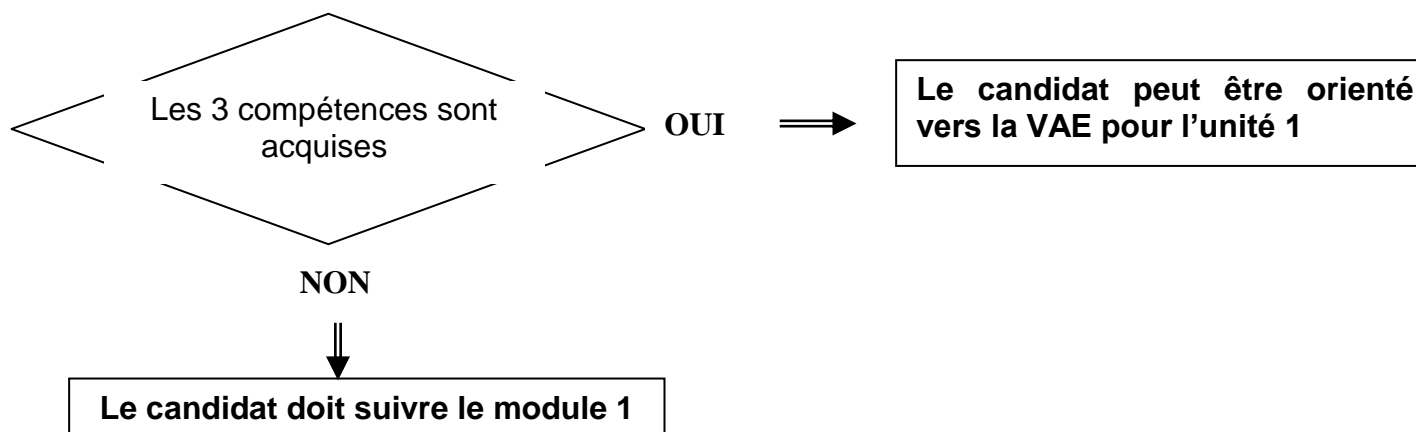 Les 3 compétences sont
acquises
OUI
Le candidat peut être orienté
vers la VAE pour l'unité 1
NON
Le candidat doit suivre le module 1